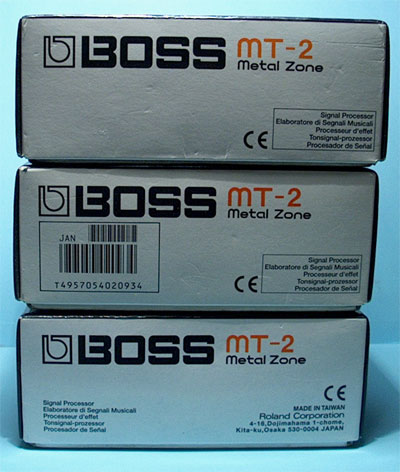 BOSS MT-2
Metal Zone
Signal Processor
Elaboratore di Segnali Musicali
Processeur d'effet
Tonsignal-prozessor
Procesador de Señal
CE
BOSS MT-2
Metal Zone
JAN
T4957054020934
Signal Processor
Elaboratore di Segnali Musicali
Processeur d'effet
Tonsignal-prozessor
Procesador de Señal
CE
BOSS MT-2
Metal Zone
Signal Processor
Elaboratore di Segnali Musicali
Processeur d'effet
Tonsignal-prozessor
Procesador de Señal
CE
MADE IN TAIWAN
Roland Corporation
4-16,Dojimahama 1-chome,
Kita-ku,Osaka 530-0004 JAPAN